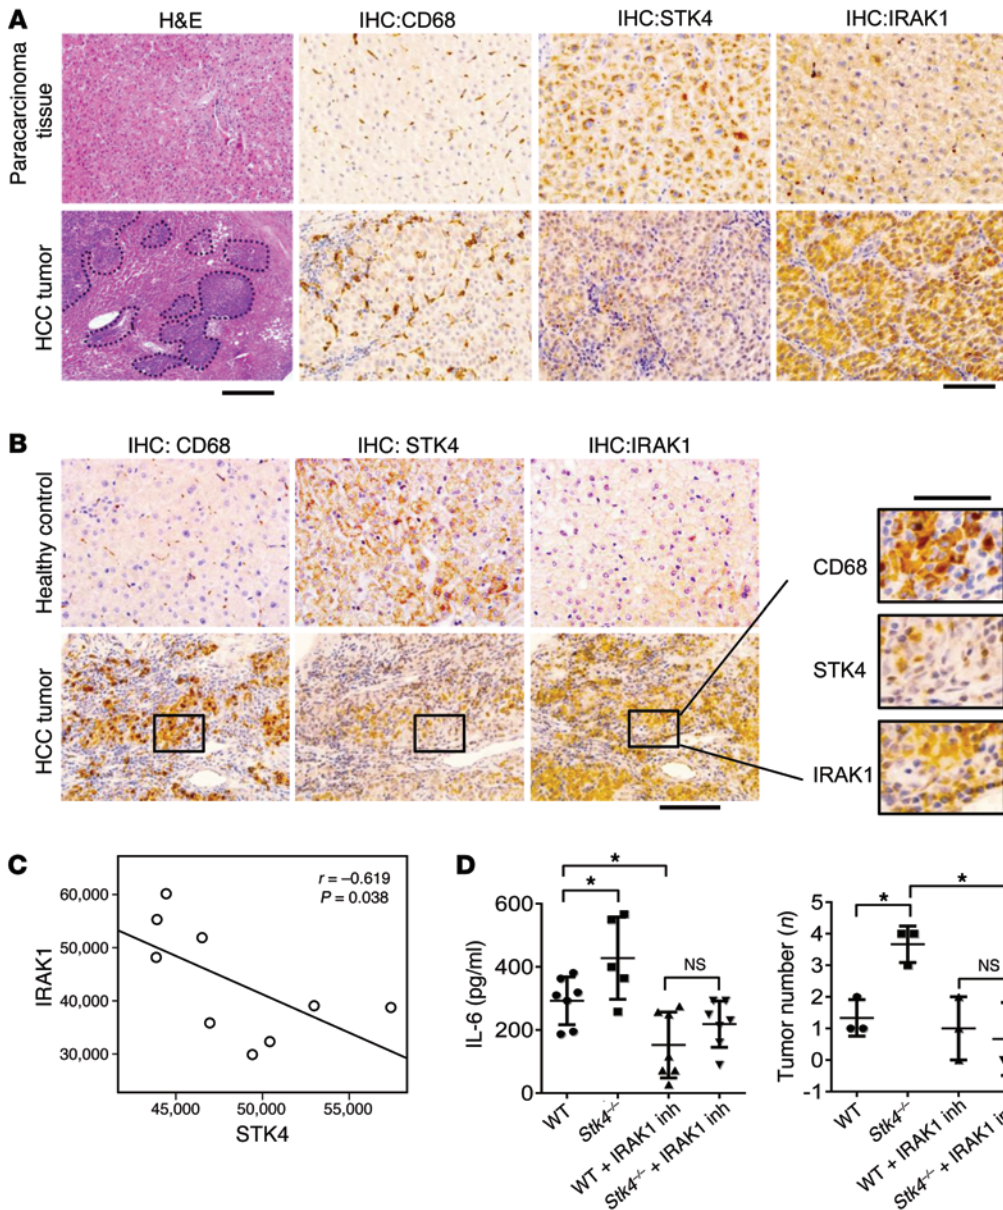 A
H&E
IHC:CD68
IHC:STK4
IHC:IRAK1
Paracarcinoma
tissue
HCC tumor
B
IHC: CD68
IHC: STK4
IHC:IRAK1
Healthy control
HCC tumor
CD68
STK4
IRAK1
C
r = –0.619
P = 0.038
IRAK1
60,000
50,000
40,000
30,000
45,000
50,000
55,000
STK4
D
IL-6 (pg/ml)
600
400
200
0
*
*
NS
WT
Stk4⁻/⁻
WT + IRAK1 inh
Stk4⁻/⁻ + IRAK1 inh
Tumor number (n)
5
4
3
2
1
0
-1
*
*
NS
WT
Stk4⁻/⁻
WT + IRAK1 inh
Stk4⁻/⁻ + IRAK1 in